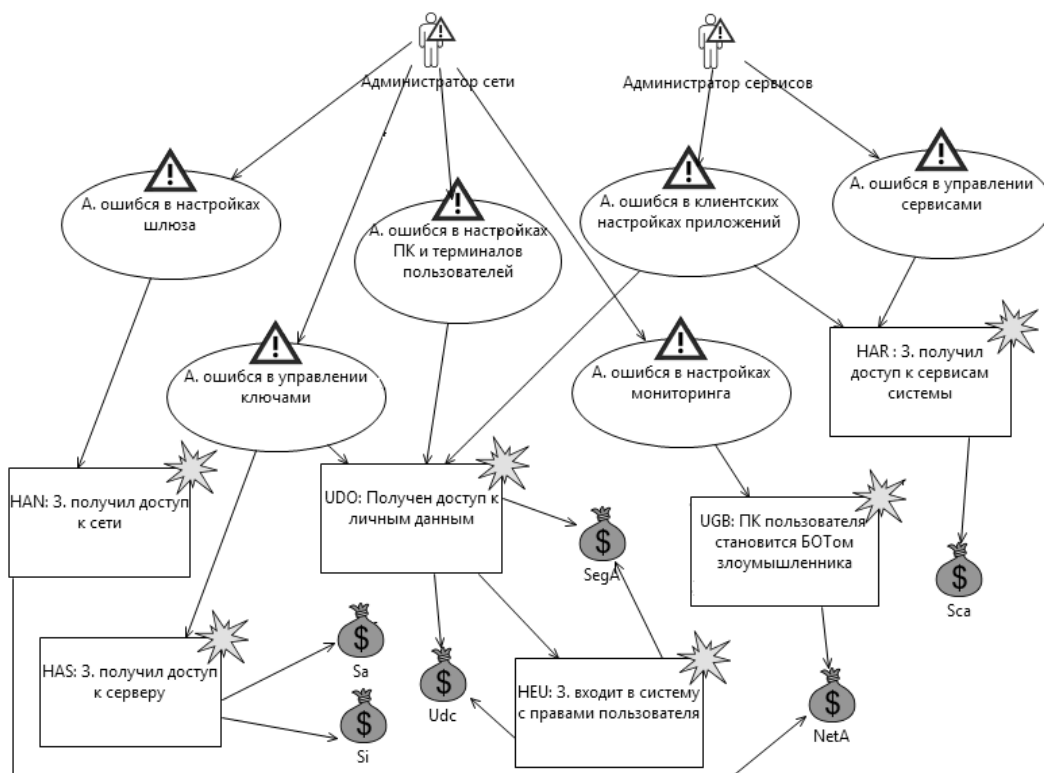 Администратор сети
Администратор сервисов
А. ошибся в настройках
шлюза
А. ошибся в настройках
ПК и терминалов
пользователей
А. ошибся в клиентских
настройках приложений
А. ошибся в управлении
сервисами
А. ошибся в управлении
ключами
А. ошибся в настройках
мониторинга
HAR : З. получил
доступ к сервисам
системы
HAN: З. получил доступ
к сети
UDO: Получен доступ к
личным данным
UGB: ПК пользователя
становится БОТом
злоумышленника
$
SegA
$
Sca
HAS: З. получил доступ
к серверу
$
Sa
$
Si
$
Udc
HEU: З. входит в систему
с правами пользователя
$
NetA